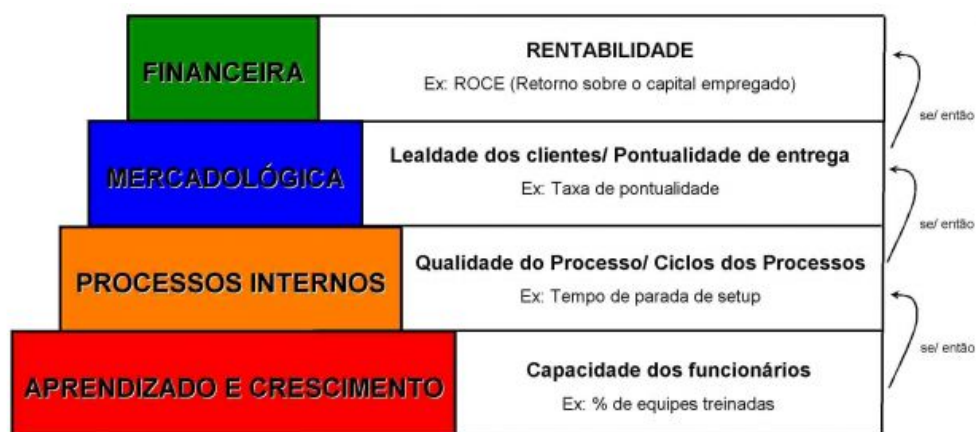 FINANCEIRA
RENTABILIDADE
Ex: ROCE (Retorno sobre o capital empregado)
se/ então
MERCADOLÓGICA
Lealdade dos clientes/ Pontualidade de entrega
Ex: Taxa de pontualidade
se/ então
PROCESSOS INTERNOS
Qualidade do Processo/ Ciclos dos Processos
Ex: Tempo de parada de setup
se/ então
APRENDIZADO E CRESCIMENTO
Capacidade dos funcionários
Ex: % de equipes treinadas